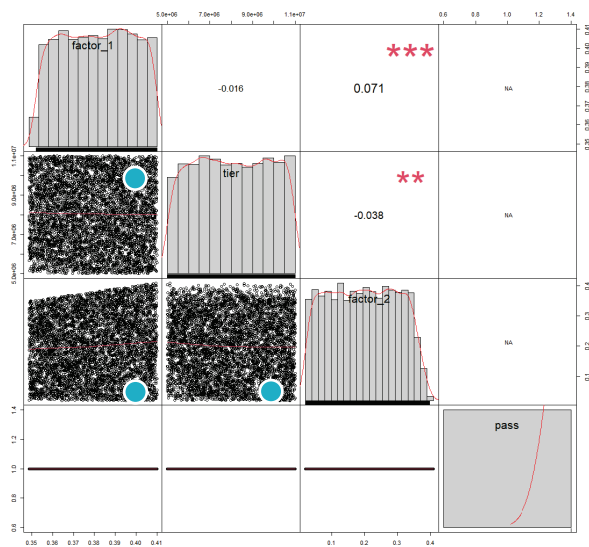 5.0e+06 7.0e+06 9.0e+06 1.1e+07 0.6 0.8 1.0 1.2 1.4
factor_1
-0.016
***
0.071
NA
0.35 0.36 0.37 0.38 0.39 0.40 0.41
5.0e+06 7.0e+06 9.0e+06 1.1e+07
tier
**
-0.038
NA
factor_2
NA
0.1 0.2 0.3 0.4
0.6 0.8 1.0 1.2 1.4
pass
0.35 0.36 0.37 0.38 0.39 0.40 0.41 0.1 0.2 0.3 0.4